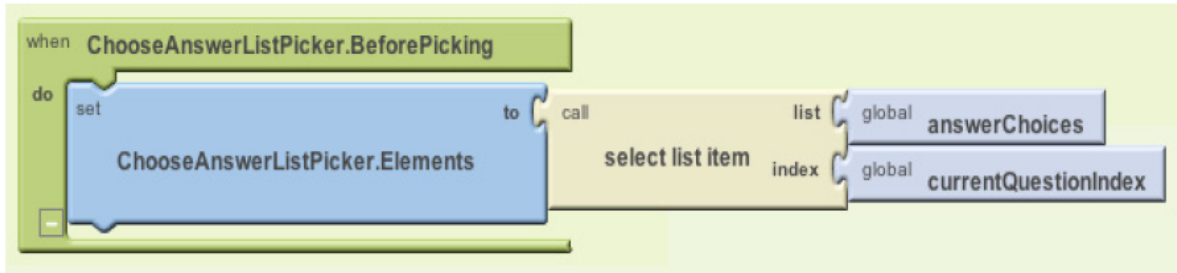 when ChooseAnswerListPicker.BeforePicking
do
set to call list global answerChoices
ChooseAnswerListPicker.Elements select list item index global currentQuestionIndex